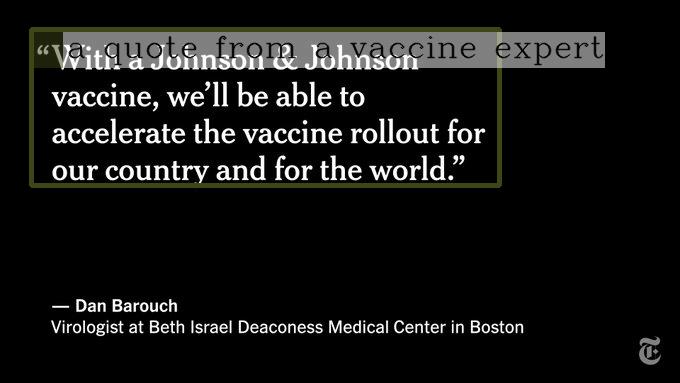 a quote from a vaccine expert
“With a Johnson & Johnson
vaccine, we’ll be able to
accelerate the vaccine rollout for
our country and for the world.”
— Dan Barouch
Virologist at Beth Israel Deaconess Medical Center in Boston
T